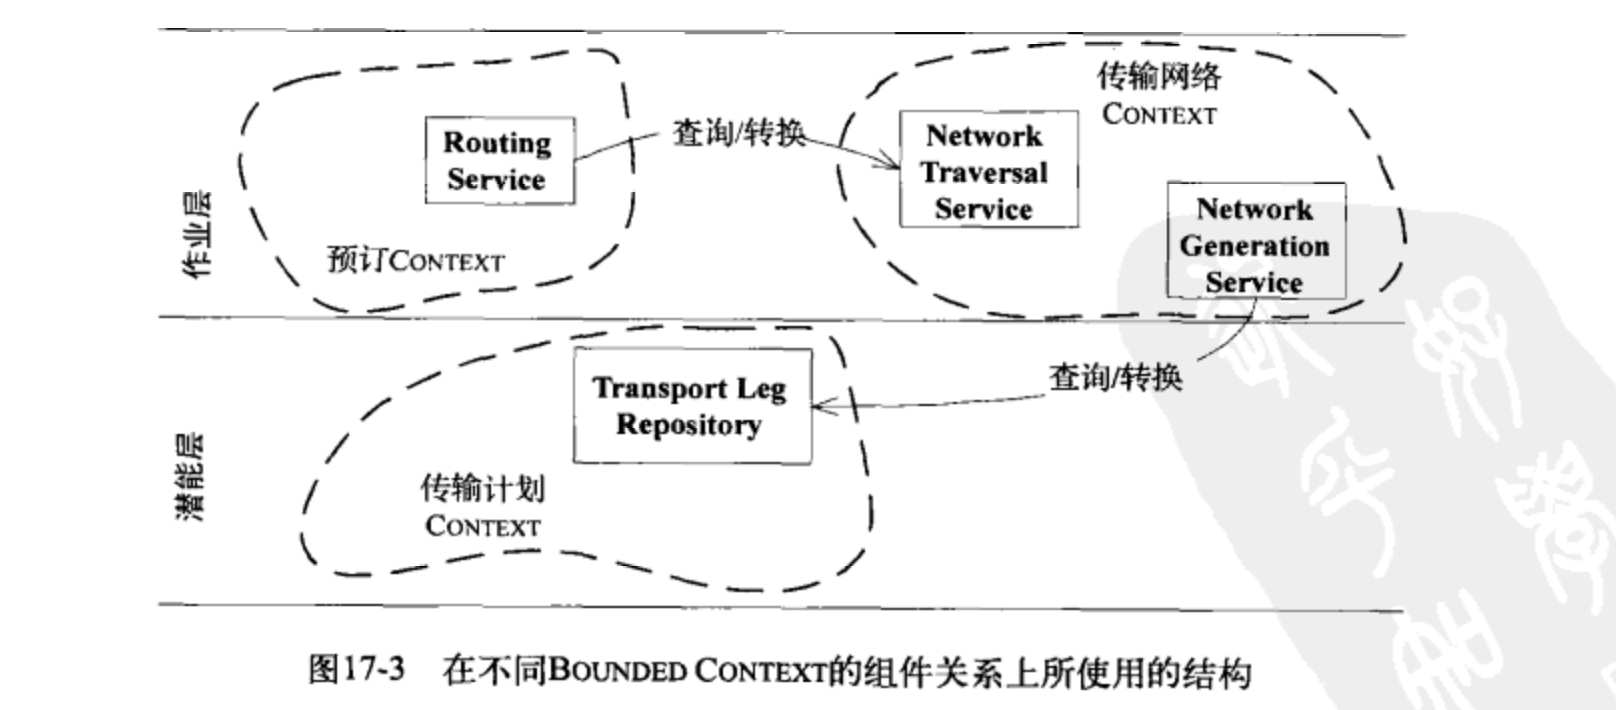 传输网络
CONTEXT
Routing
Service
查询/转换
Network
Traversal
Service
Network
Generation
Service
作业层
预订CONTEXT
Transport Leg
Repository
查询/转换
潜能层
传输计划
CONTEXT
图17-3 在不同BOUNDED CONTEXT的组件关系上所使用的结构